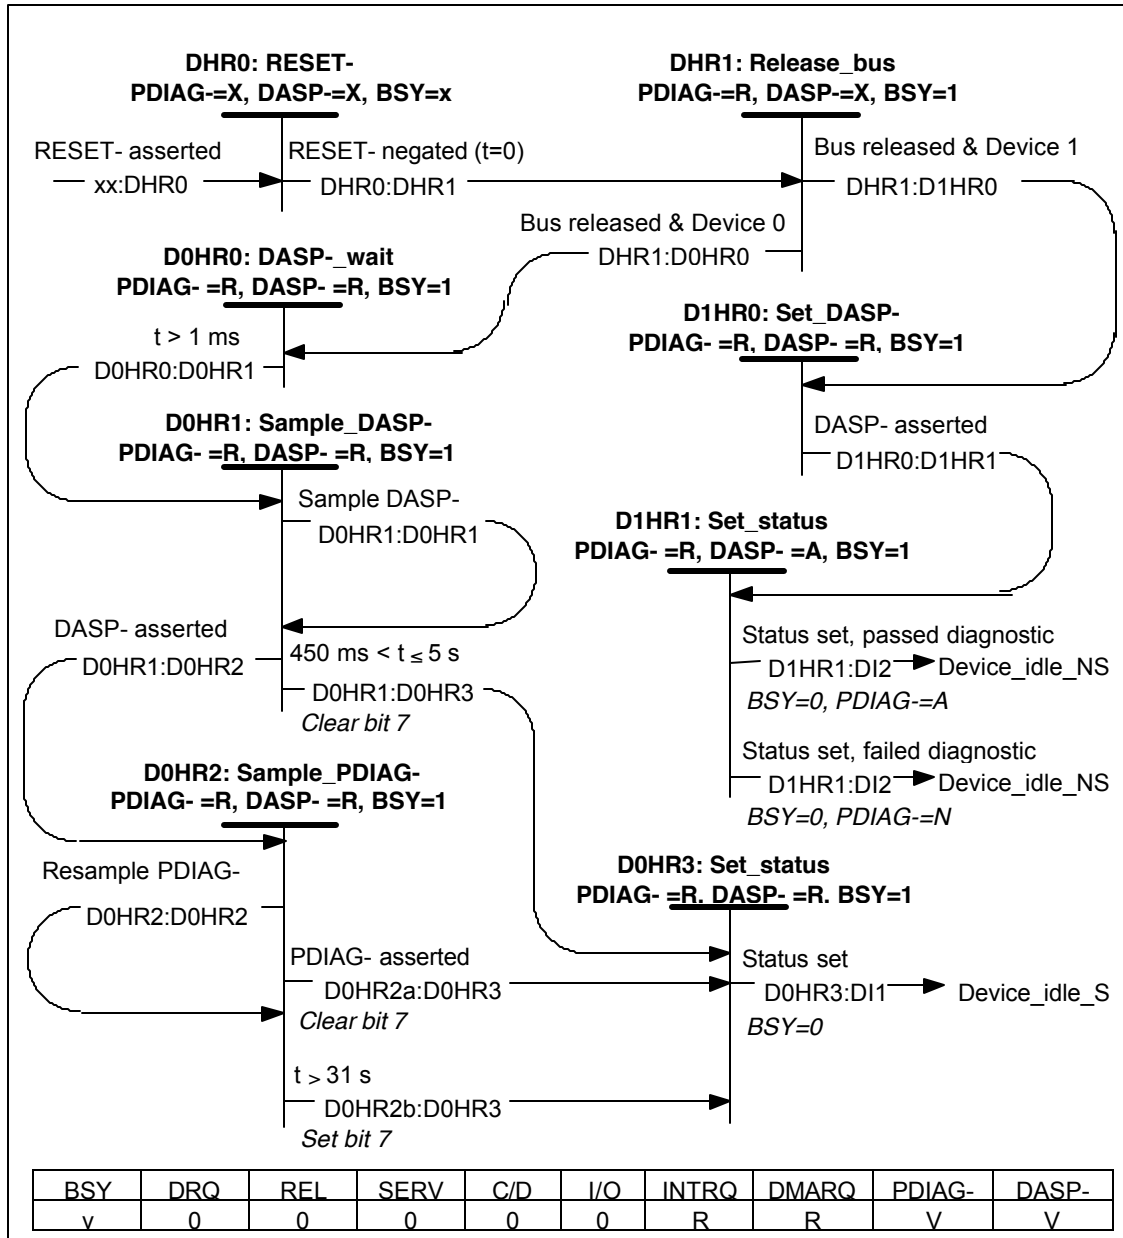 DHR0: RESET-
PDIAG-=X, DASP-=X, BSY=x
RESET- asserted
xx:DHR0
RESET- negated (t=0)
DHR0:DHR1
DHR1: Release_bus
PDIAG-=R, DASP-=X, BSY=1
Bus released & Device 1
DHR1:D1HR0
Bus released & Device 0
DHR1:D0HR0
D0HR0: DASP-_wait
PDIAG- =R, DASP- =R, BSY=1
t > 1 ms
D0HR0:D0HR1
D1HR0: Set_DASP-
PDIAG- =R, DASP- =R, BSY=1
DASP- asserted
D1HR0:D1HR1
D0HR1: Sample_DASP-
PDIAG- =R, DASP- =R, BSY=1
Sample DASP-
D0HR1:D0HR1
DASP- asserted
D0HR1:D0HR2
450 ms < t ≤ 5 s
D0HR1:D0HR3
Clear bit 7
D1HR1: Set_status
PDIAG- =R, DASP- =A, BSY=1
Status set, passed diagnostic
D1HR1:DI2 Device_idle_NS
BSY=0, PDIAG-=A
Status set, failed diagnostic
D1HR1:DI2 Device_idle_NS
BSY=0, PDIAG-=N
D0HR2: Sample_PDIAG-
PDIAG- =R, DASP- =R, BSY=1
Resample PDIAG-
D0HR2:D0HR2
PDIAG- asserted
D0HR2a:D0HR3
Clear bit 7
t > 31 s
D0HR2b:D0HR3
Set bit 7
D0HR3: Set_status
PDIAG- =R. DASP- =R. BSY=1
Status set
D0HR3:DI1 Device_idle_S
BSY=0
BSY DRQ REL SERV C/D I/O INTRQ DMARQ PDIAG- DASP-
v 0 0 0 0 0 R R V V